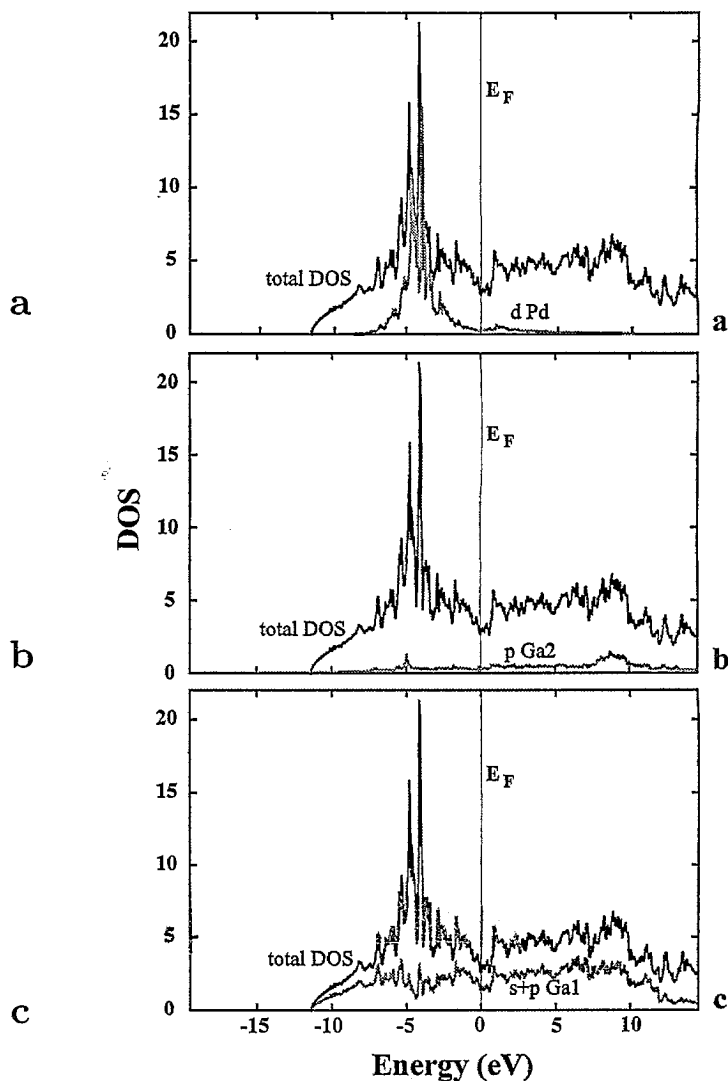 20
15
10
5
0
E F
total DOS
d Pd
a
a
20
15
10
5
0
E F
total DOS
p Ga2
b
b
DOS
20
15
10
5
0
E F
total DOS
s+p Ga1
c
c
-15 -10 -5 0 5 10
Energy (eV)